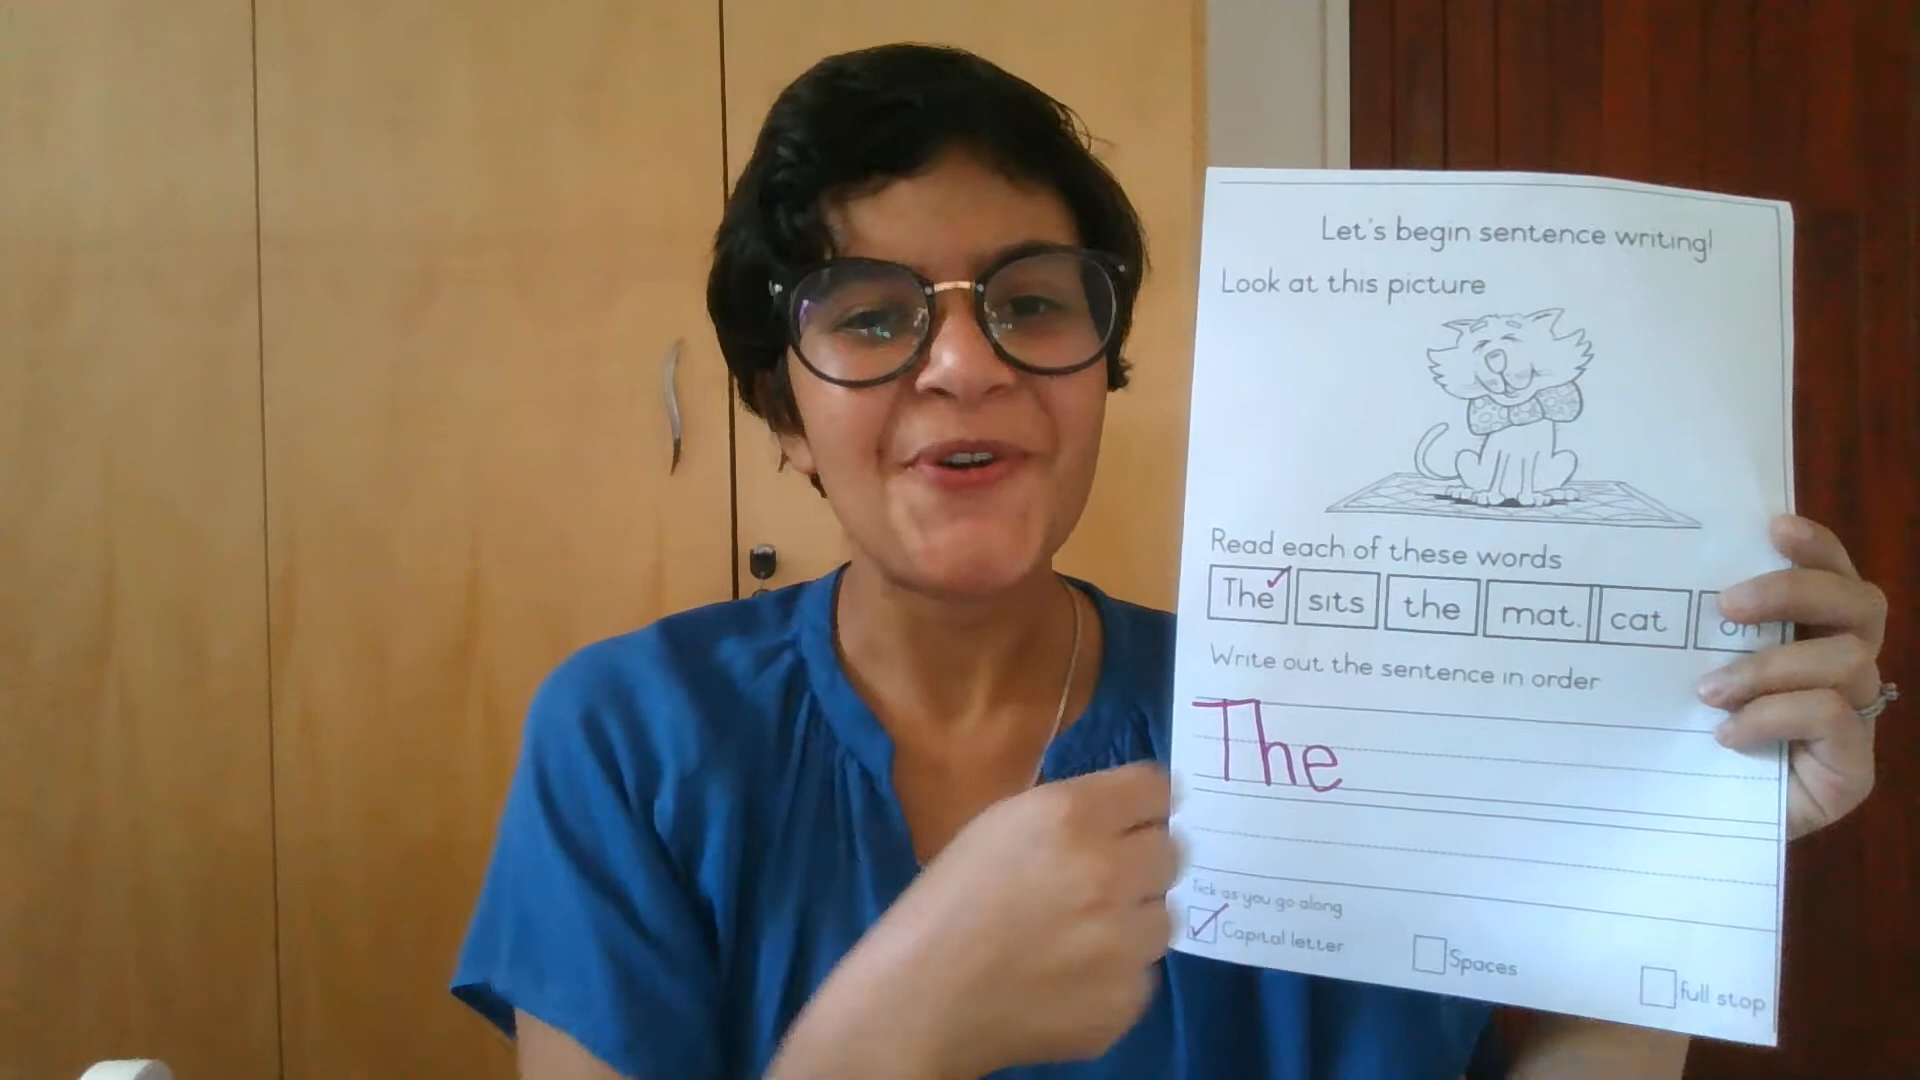 Let's begin sentence writing!
Look at this picture
Read each of these words
The sits the mat. cat on
Write out the sentence in order
The
Tick as you go along
Capital letter Spaces full stop